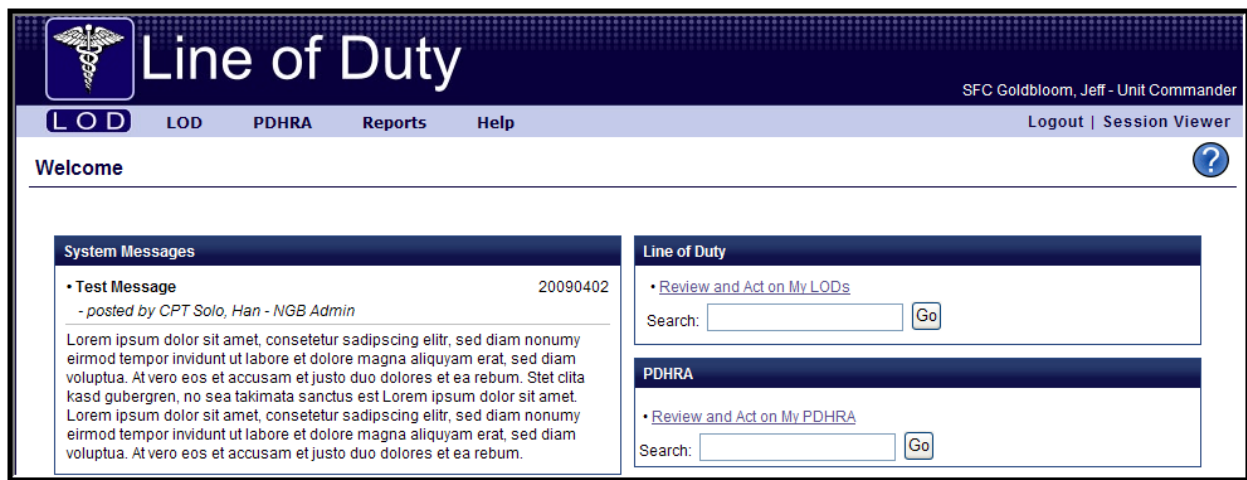 Line of Duty
SFC Goldbloom, Jeff - Unit Commander
LOD LOD PDHRA Reports Help Logout | Session Viewer
Welcome ?
System Messages
• Test Message 20090402
- posted by CPT Solo, Han - NGB Admin
Lorem ipsum dolor sit amet, consetetur sadipscing elitr, sed diam nonumy
eirmod tempor invidunt ut labore et dolore magna aliquyam erat, sed diam
voluptua. At vero eos et accusam et justo duo dolores et ea rebum. Stet clita
kasd gubergren, no sea takimata sanctus est Lorem ipsum dolor sit amet.
Lorem ipsum dolor sit amet, consetetur sadipscing elitr, sed diam nonumy
eirmod tempor invidunt ut labore et dolore magna aliquyam erat, sed diam
voluptua. At vero eos et accusam et justo duo dolores et ea rebum.
Line of Duty
• Review and Act on My LODs
Search: Go
PDHRA
• Review and Act on My PDHRA
Search: Go